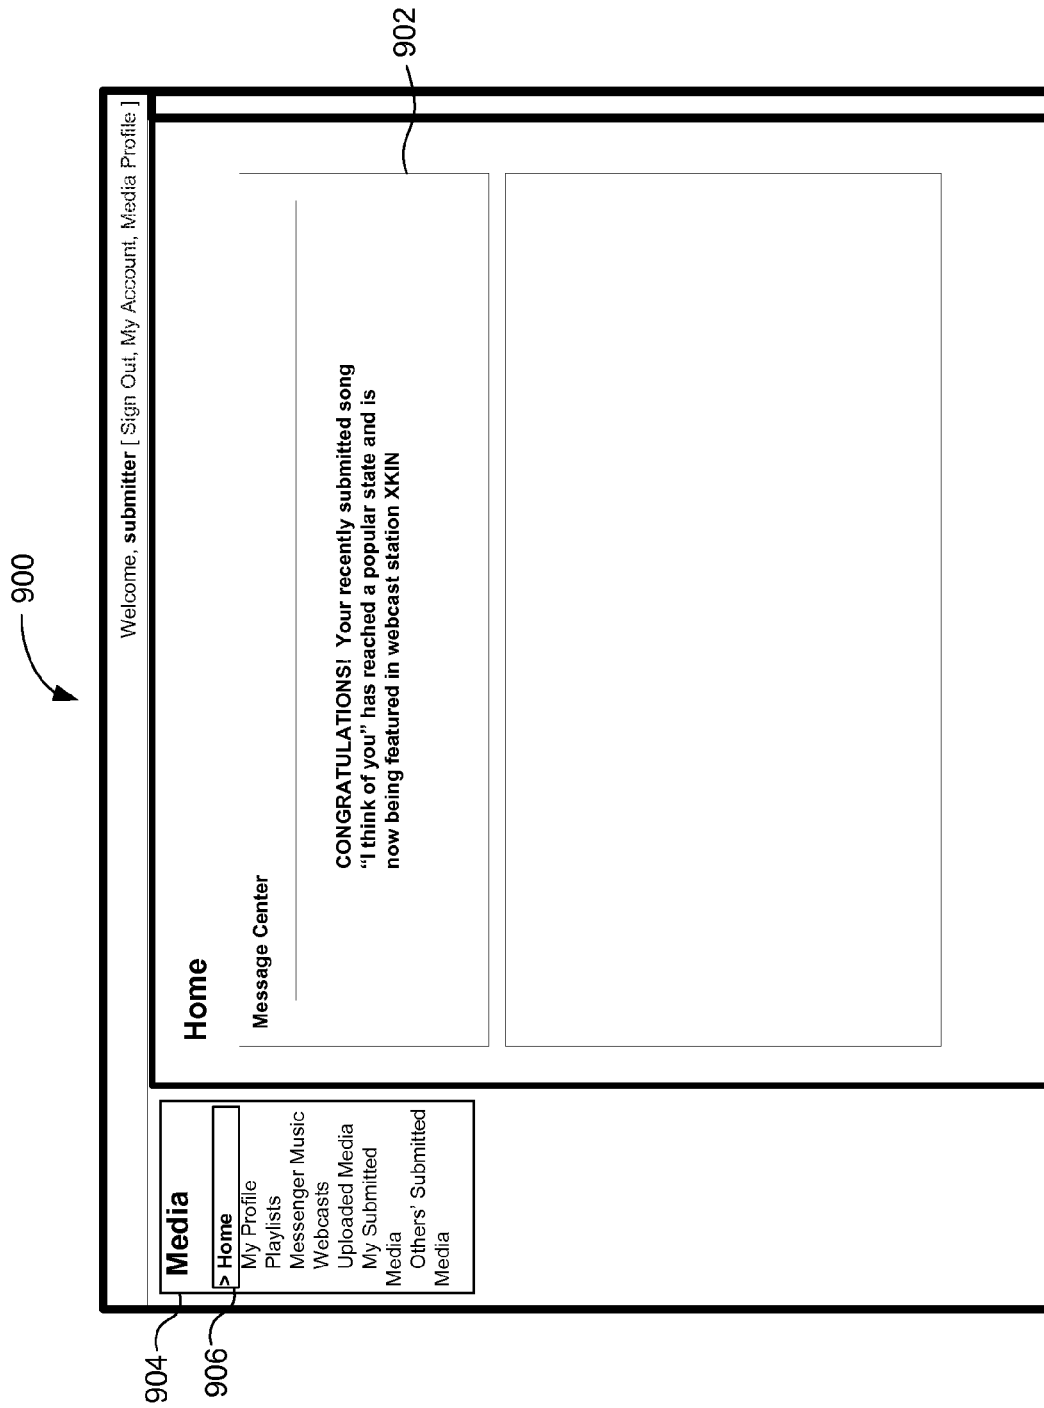 900
Welcome, submitter [ Sign Out, My Account, Media Profile ]
904
Media
906
> Home
My Profile
Playlists
Messenger Music
Webcasts
Uploaded Media
My Submitted
Media
Others’ Submitted
Media
Home
902
Message Center
CONGRATULATIONS!  Your recently submitted song
“I think of you” has reached a popular state and is
now being featured in webcast station XKIN